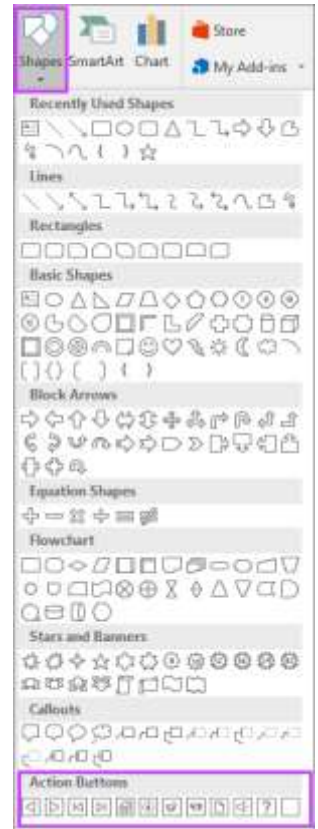 Store
Shapes SmartArt Chart
My Add-ins
Recently Used Shapes
Lines
Rectangles
Basic Shapes
Block Arrows
Equation Shapes
Flowchart
Stars and Banners
Callouts
Action Buttons